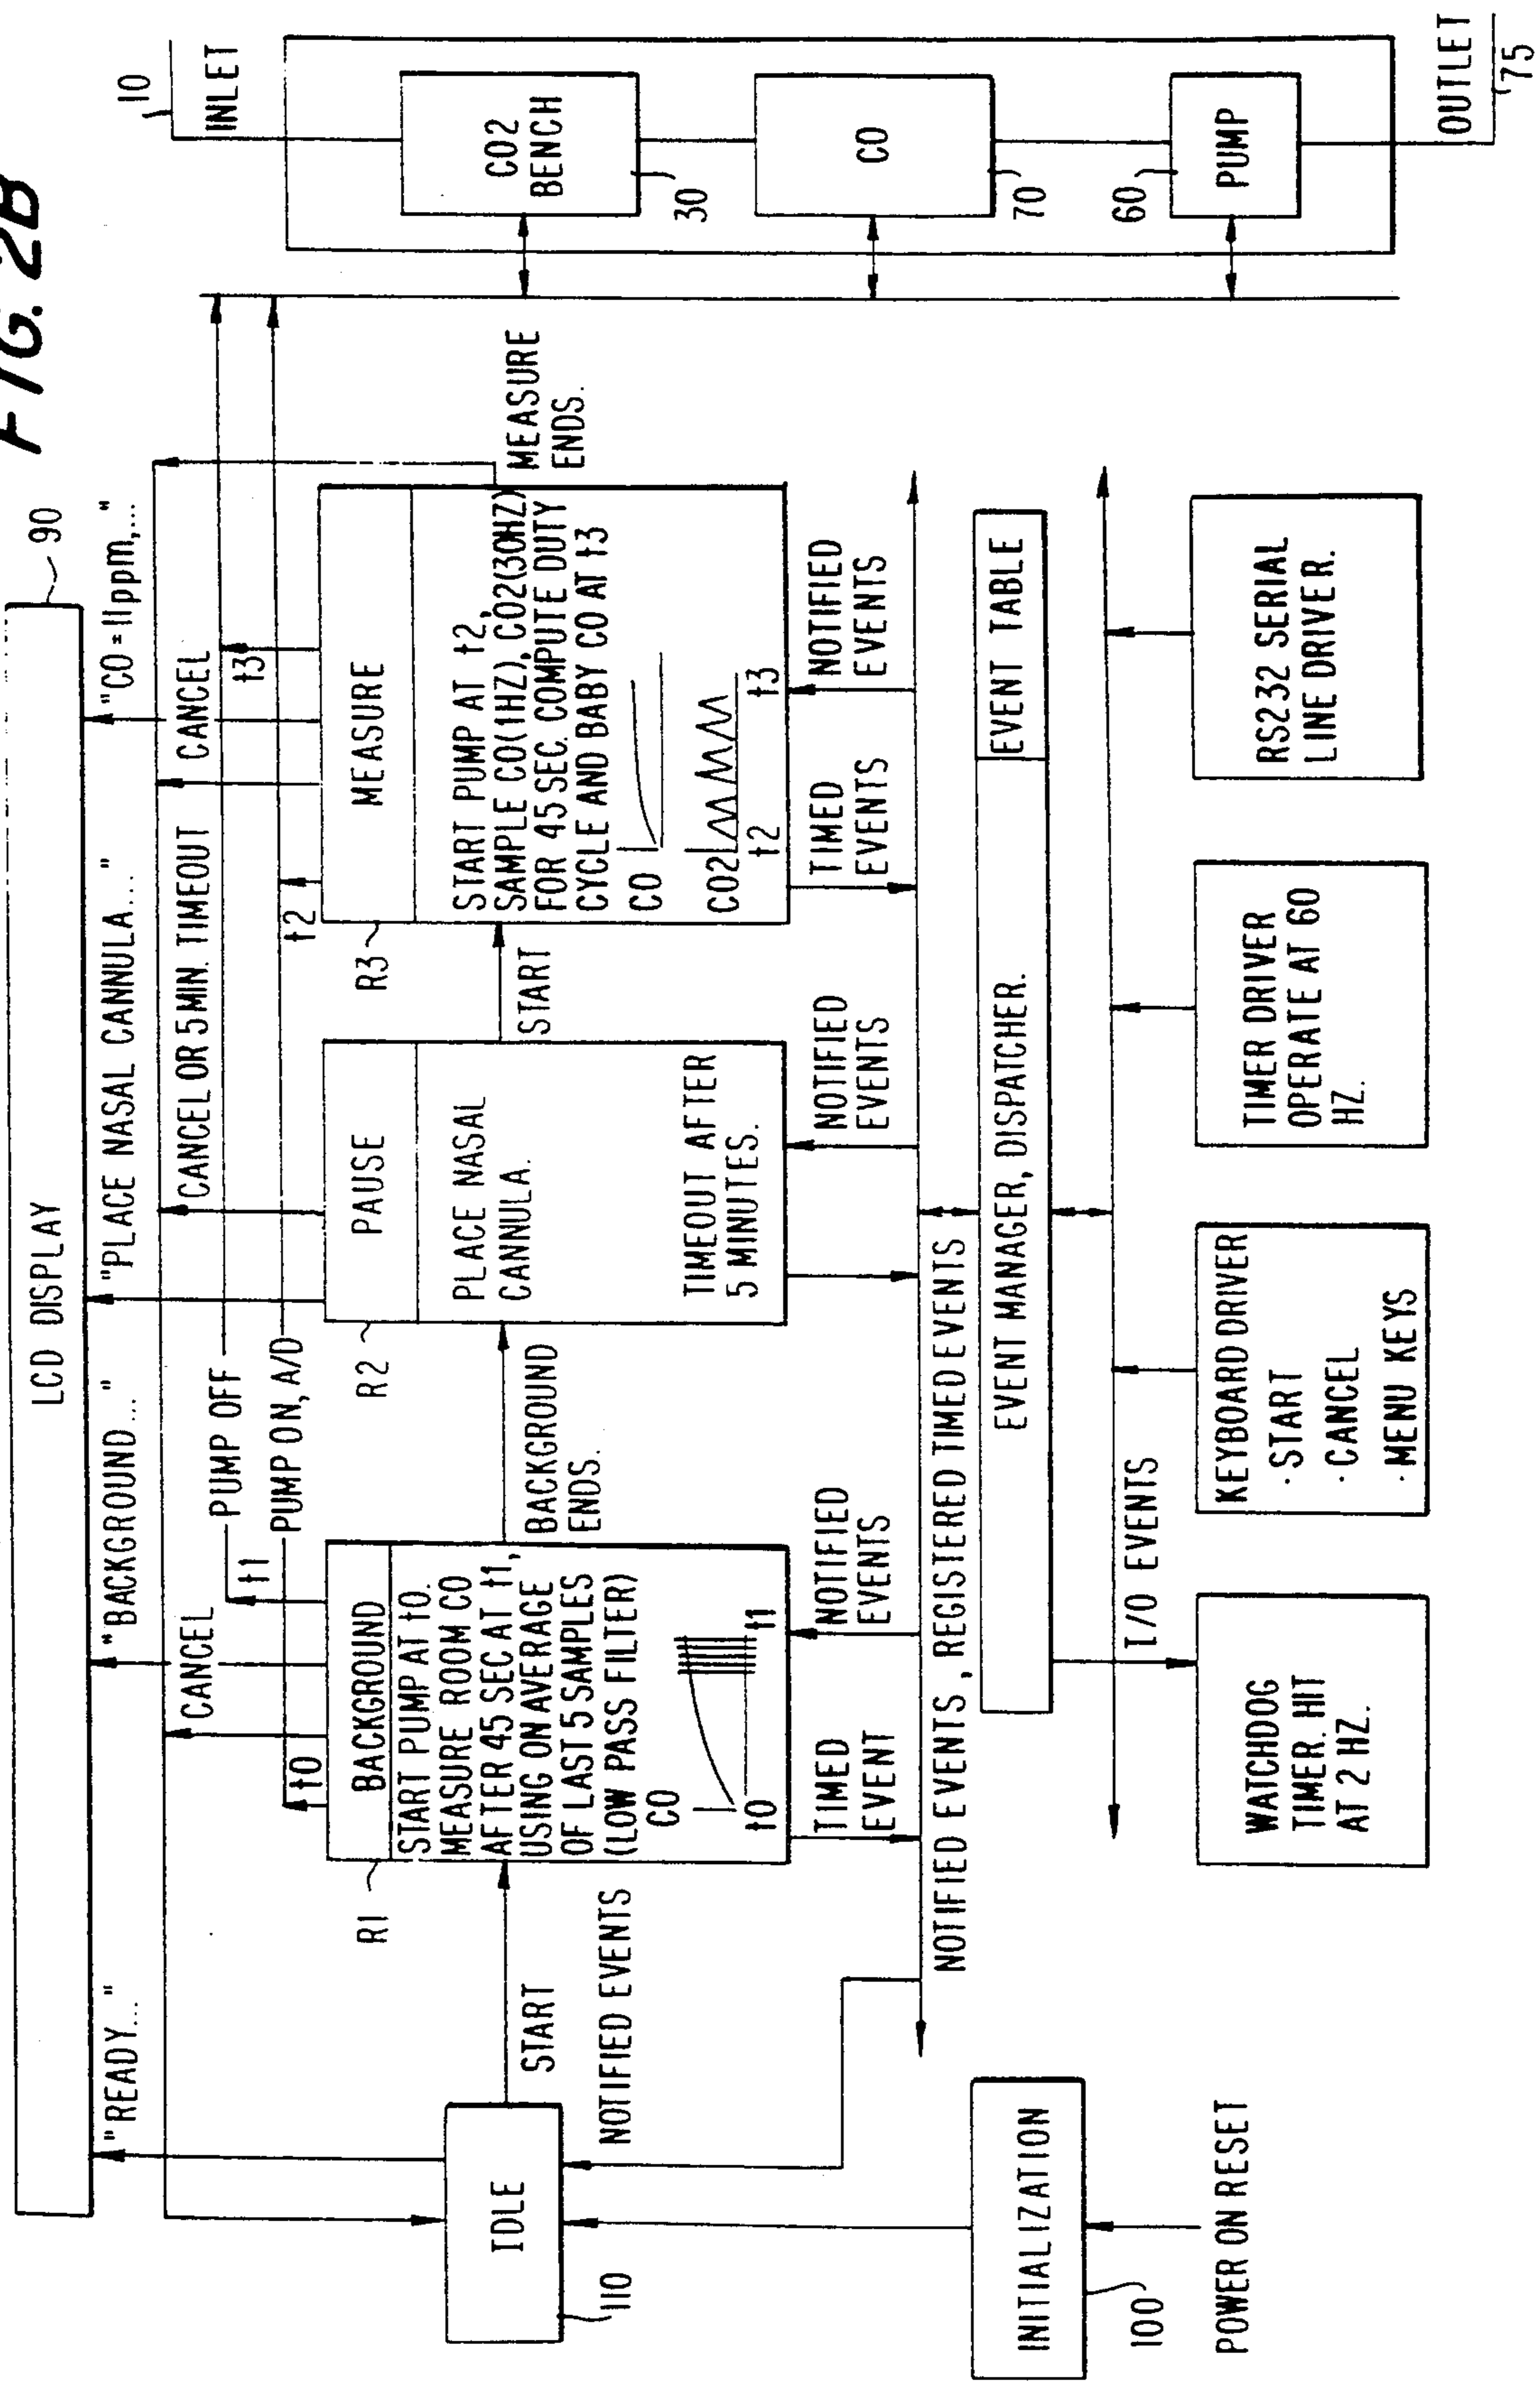 FIG. 2B
LCD DISPLAY
90
"READY..."
"BACKGROUND..."
"PLACE NASAL CANNULA..."
"CO=11ppm,..."
CANCEL
CANCEL OR 5 MIN. TIMEOUT
CANCEL
PUMP OFF
t1
t3
PUMP ON, A/D
t0
t2
IDLE
110
START
NOTIFIED EVENTS
R1
BACKGROUND
START PUMP AT t0.
MEASURE ROOM CO
AFTER 45 SEC AT t1,
USING ON AVERAGE
OF LAST 5 SAMPLES
(LOW PASS FILTER)
CO
t0
t1
BACKGROUND
ENDS.
R2
PAUSE
PLACE NASAL
CANNULA.
TIMEOUT AFTER
5 MINUTES.
START
R3
MEASURE
START PUMP AT t2,
SAMPLE CO(1HZ), CO2(30HZ)
FOR 45 SEC. COMPUTE DUTY
CYCLE AND BABY CO AT t3
CO
CO2
t2
t3
MEASURE
ENDS.
TIMED
EVENT
NOTIFIED
EVENTS
NOTIFIED
EVENTS
TIMED
EVENTS
NOTIFIED
EVENTS
NOTIFIED EVENTS, REGISTERED TIMED EVENTS
EVENT MANAGER, DISPATCHER.
EVENT TABLE
INITIALIZATION
100
POWER ON RESET
I/O EVENTS
WATCHDOG
TIMER. HIT
AT 2 HZ.
KEYBOARD DRIVER
· START
· CANCEL
· MENU KEYS
TIMER DRIVER
OPERATE AT 60
HZ.
RS232 SERIAL
LINE DRIVER.
10
INLET
CO2
BENCH
30
CO
70
60
PUMP
OUTLET
75